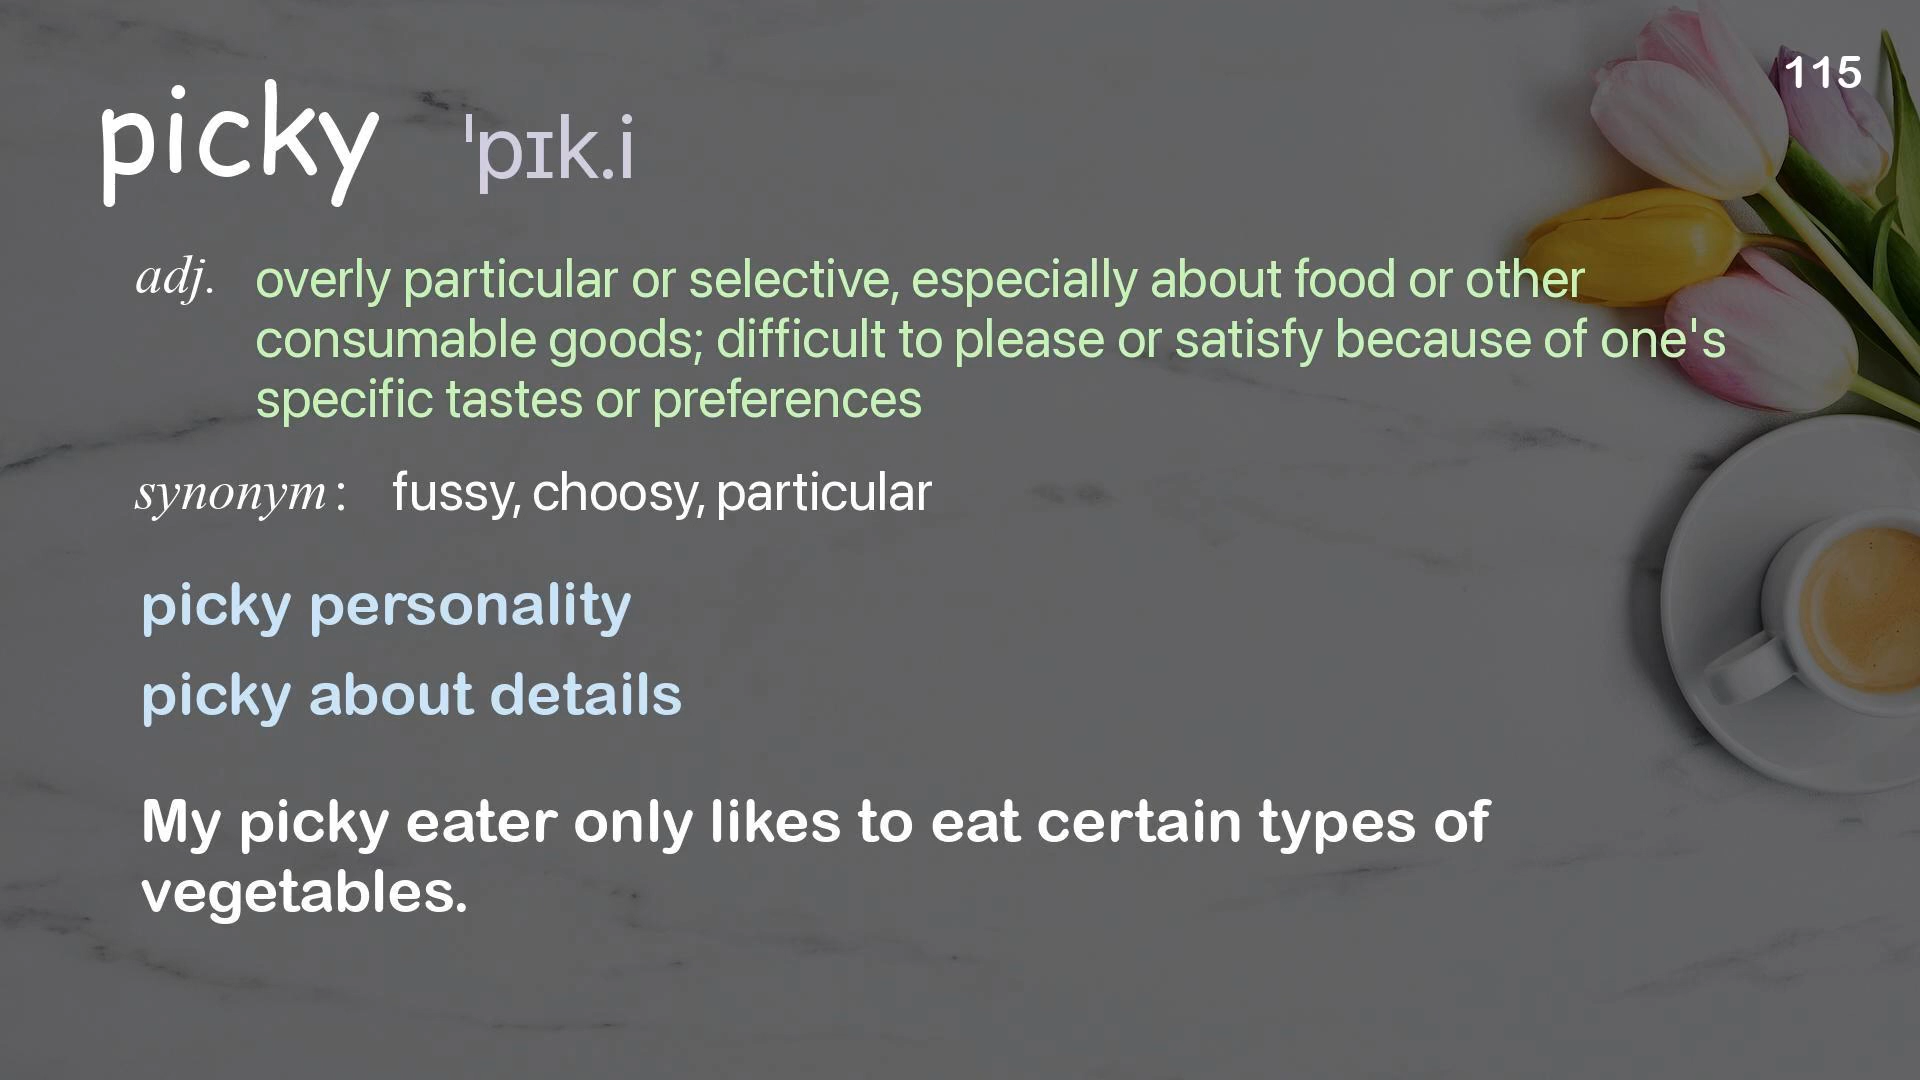 115
picky ˈpɪk.i
adj. overly particular or selective, especially about food or other
consumable goods; difficult to please or satisfy because of one's
specific tastes or preferences
synonym: fussy, choosy, particular
picky personality
picky about details
My picky eater only likes to eat certain types of
vegetables.